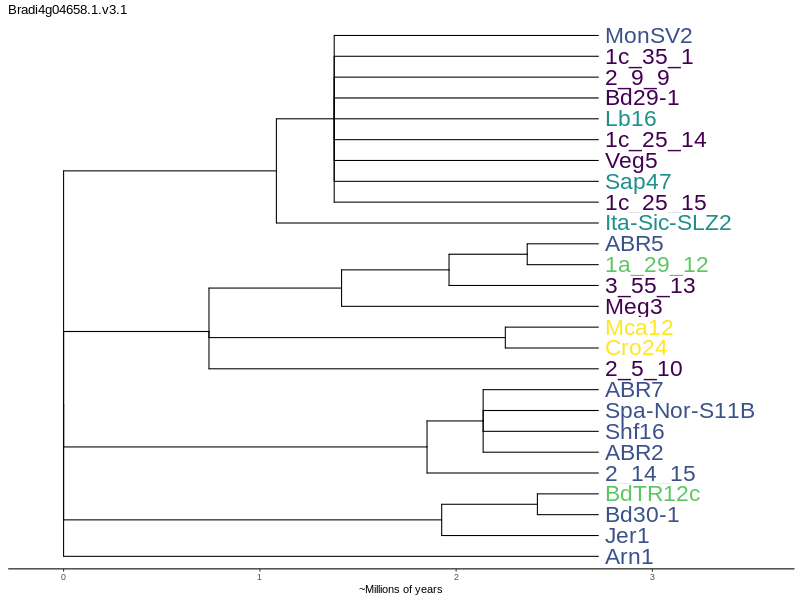 Bradi4g04658.1.v3.1
MonSV2
1c_35_1
2_9_9
Bd29-1
Lb16
1c_25_14
Veg5
Sap47
1c_25_15
Ita-Sic-SLZ2
ABR5
1a_29_12
3_55_13
Meg3
Mca12
Cro24
2_5_10
ABR7
Spa-Nor-S11B
Shf16
ABR2
2_14_15
BdTR12c
Bd30-1
Jer1
Arn1
0 1 2 3
~Millions of years